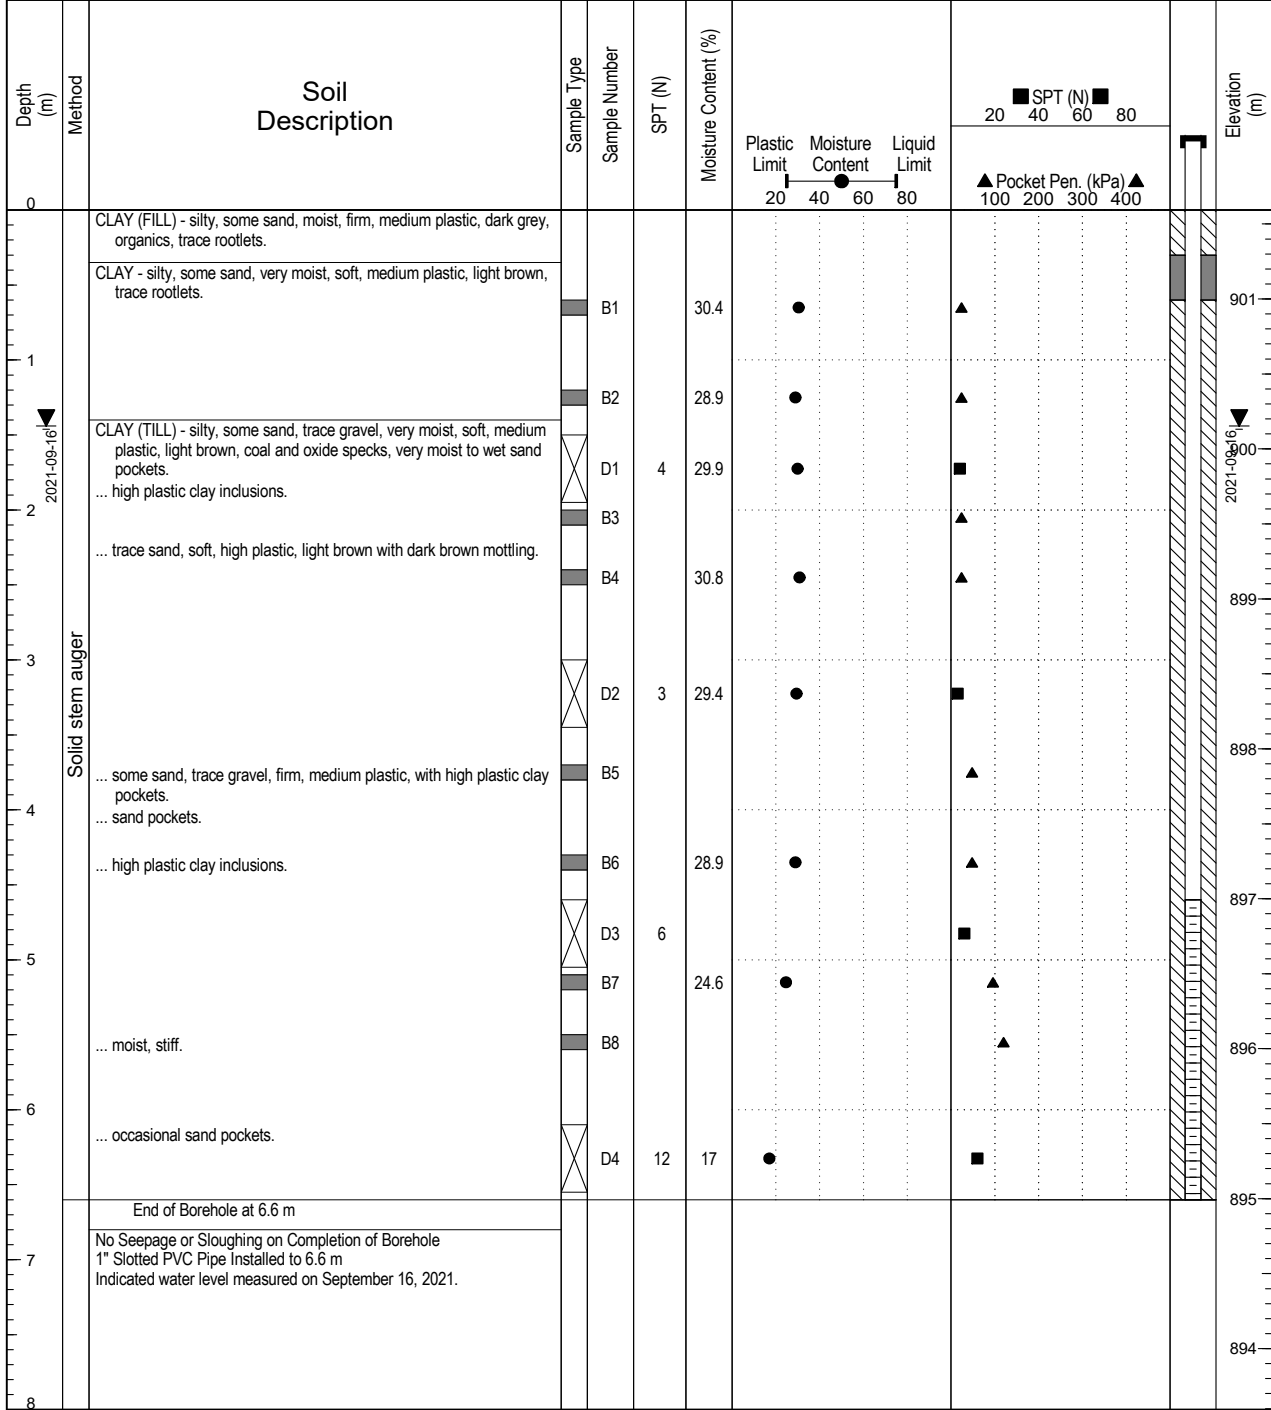 Depth
(m)
Method
Soil
Description
Sample Type
Sample Number
SPT (N)
Moisture Content (%)
Plastic Moisture Liquid
Limit Content Limit
20 40 60 80
SPT (N)
20 40 60 80
Pocket Pen. (kPa)
100 200 300 400
Elevation
(m)
0
CLAY (FILL) - silty, some sand, moist, firm, medium plastic, dark grey,
organics, trace rootlets.
CLAY - silty, some sand, very moist, soft, medium plastic, light brown,
trace rootlets.
901
B1 30.4
1
B2 28.9
CLAY (TILL) - silty, some sand, trace gravel, very moist, soft, medium
plastic, light brown, coal and oxide specks, very moist to wet sand
pockets.
2021-09-16
2021-09-16
900
D1 4 29.9
... high plastic clay inclusions.
2
B3
... trace sand, soft, high plastic, light brown with dark brown mottling.
B4 30.8
899
Solid stem auger
3
D2 3 29.4
898
... some sand, trace gravel, firm, medium plastic, with high plastic clay
pockets.
B5
4
... sand pockets.
... high plastic clay inclusions.
B6 28.9
897
D3 6
5
B7 24.6
... moist, stiff.
B8
896
6
... occasional sand pockets.
D4 12 17
895
End of Borehole at 6.6 m
No Seepage or Sloughing on Completion of Borehole
7
1" Slotted PVC Pipe Installed to 6.6 m
Indicated water level measured on September 16, 2021.
894
8